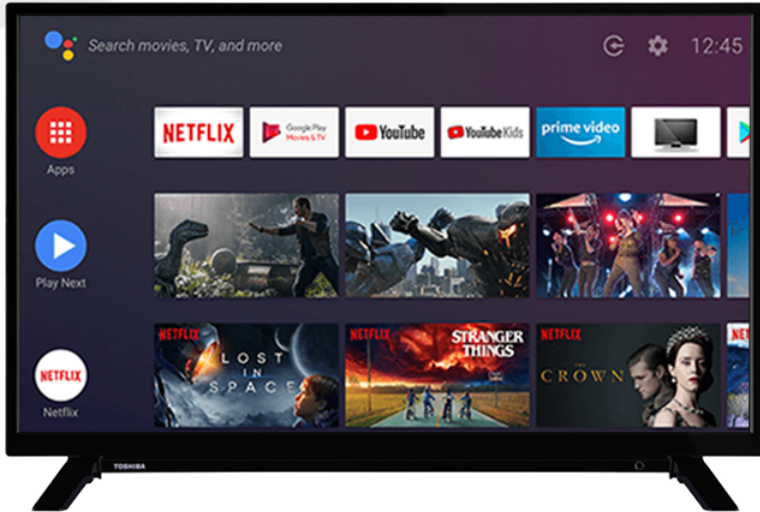 Search movies, TV, and more
12:45
Apps
NETFLIX
Google Play
Movies & TV
YouTube
YouTube Kids
prime video
Play Next
NETFLIX
Netflix
NETFLIX
LOST
IN
SPACE
NETFLIX
STRANGER
THINGS
NETFLIX
THE
CROWN
NET
TOSHIBA